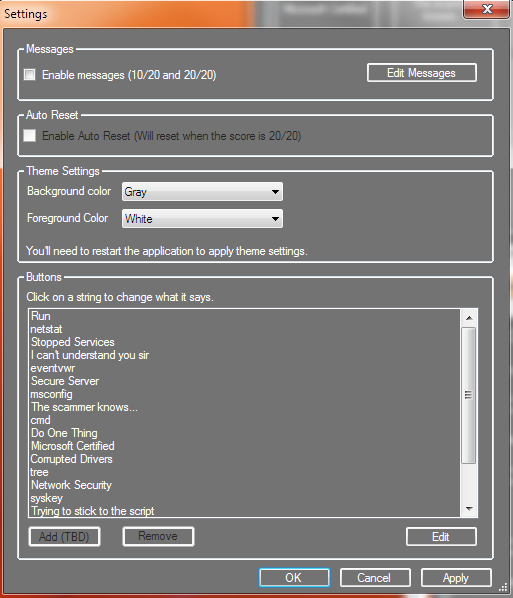 Settings
Messages
Enable messages (10/20 and 20/20)
Edit Messages
Auto Reset
Enable Auto Reset (Will reset when the score is 20/20)
Theme Settings
Background color
Gray
Foreground Color
White
You'll need to restart the application to apply theme settings.
Buttons
Click on a string to change what it says.
Run
netstat
Stopped Services
I can't understand you sir
eventvwr
Secure Server
msconfig
The scammer knows...
cmd
Do One Thing
Microsoft Certified
Corrupted Drivers
tree
Network Security
syskey
Trying to stick to the script
Add (TBD)
Remove
Edit
OK
Cancel
Apply